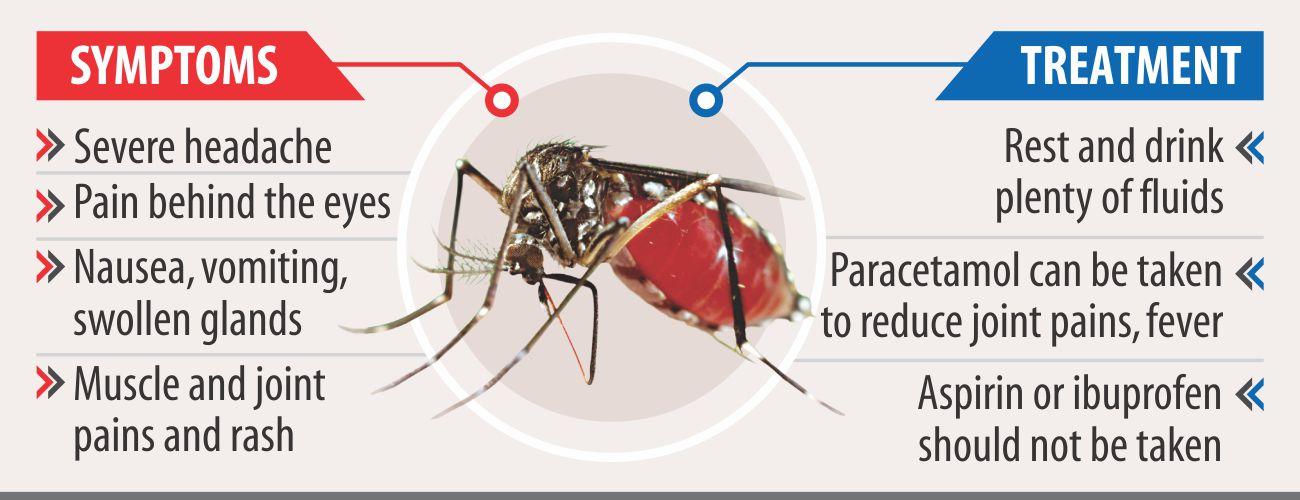 SYMPTOMS
Severe headache
Pain behind the eyes
Nausea, vomiting,
swollen glands
Muscle and joint
pains and rash
TREATMENT
Rest and drink
plenty of fluids
Paracetamol can be taken
to reduce joint pains, fever
Aspirin or ibuprofen
should not be taken